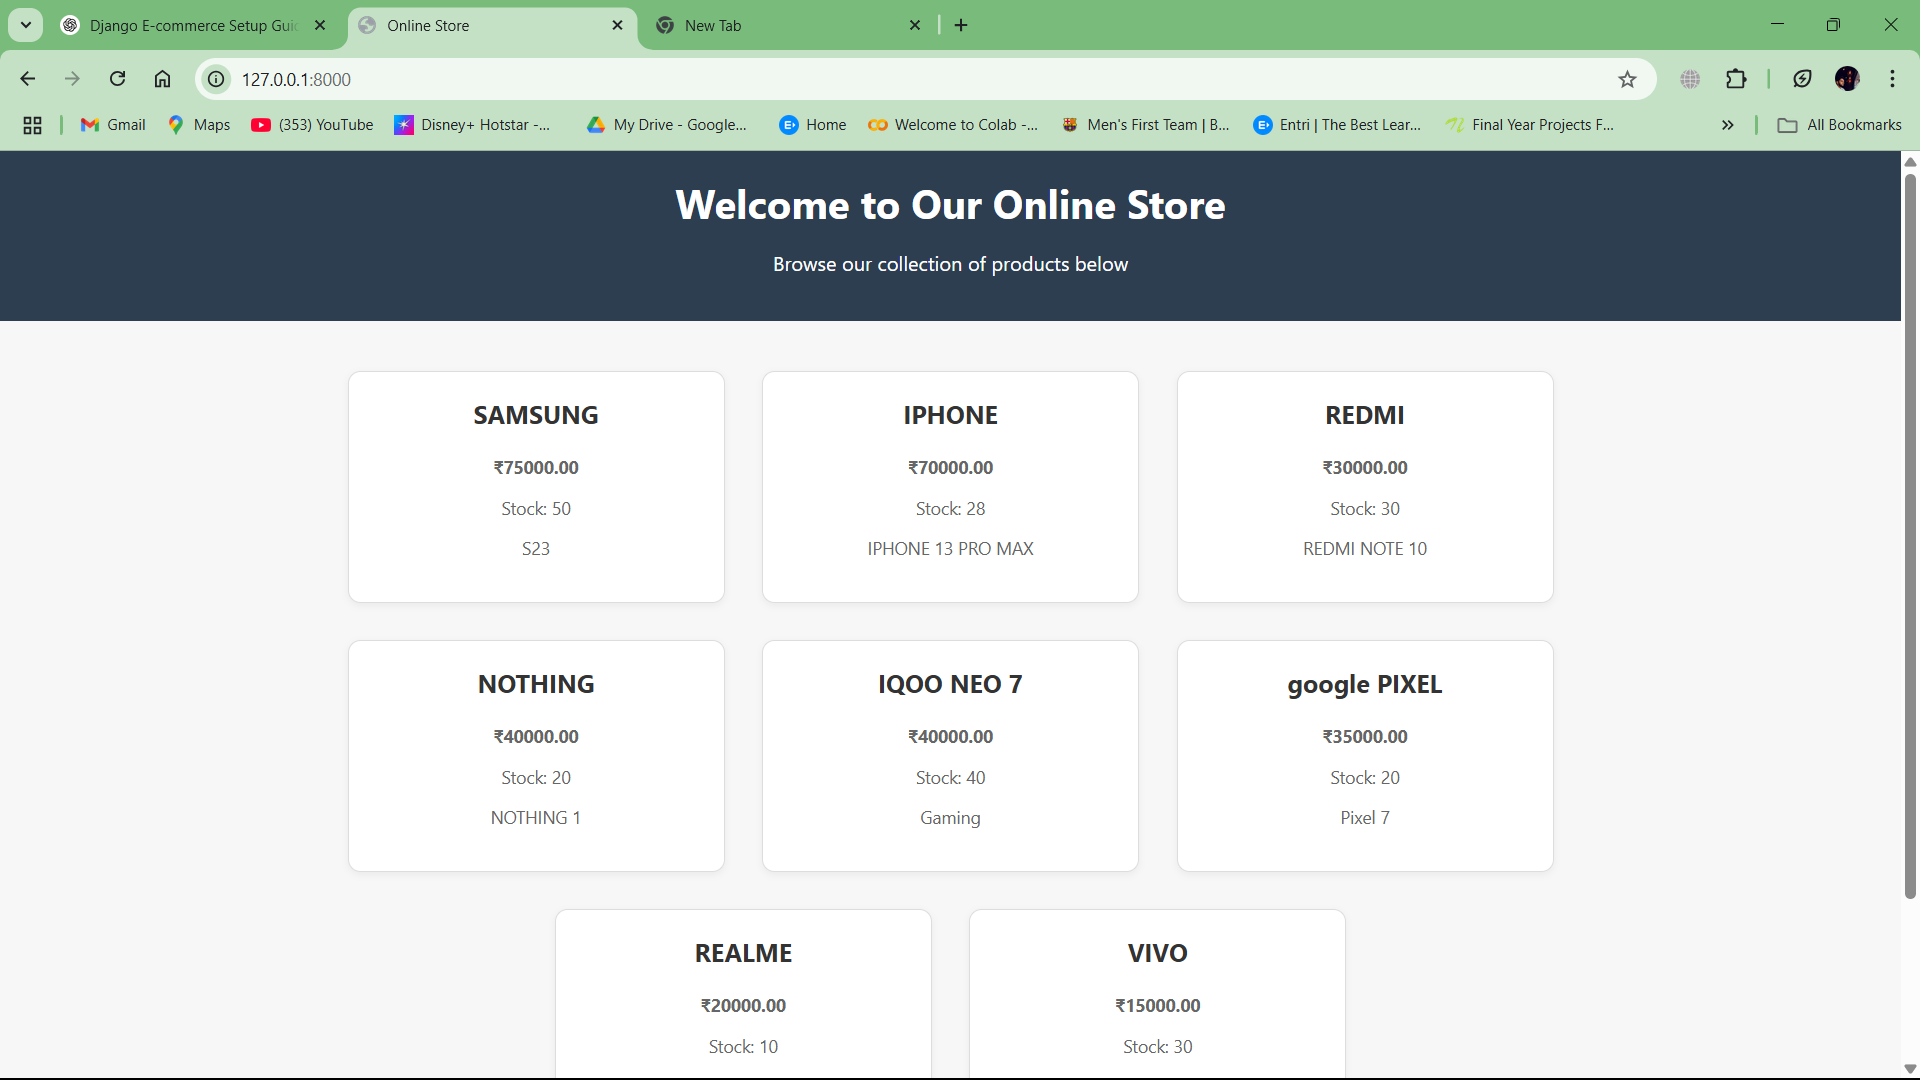 Django E-commerce Setup Guic
Online Store
New Tab
127.0.0.1:8000
Gmail
Maps
(353) YouTube
Disney+ Hotstar -...
My Drive - Google...
Home
Welcome to Colab -...
Men's First Team | B...
Entri | The Best Lear...
Final Year Projects F...
All Bookmarks
Welcome to Our Online Store
Browse our collection of products below
SAMSUNG
₹75000.00
Stock: 50
S23
IPHONE
₹70000.00
Stock: 28
IPHONE 13 PRO MAX
REDMI
₹30000.00
Stock: 30
REDMI NOTE 10
NOTHING
₹40000.00
Stock: 20
NOTHING 1
IQOO NEO 7
₹40000.00
Stock: 40
Gaming
google PIXEL
₹35000.00
Stock: 20
Pixel 7
REALME
₹20000.00
Stock: 10
VIVO
₹15000.00
Stock: 30